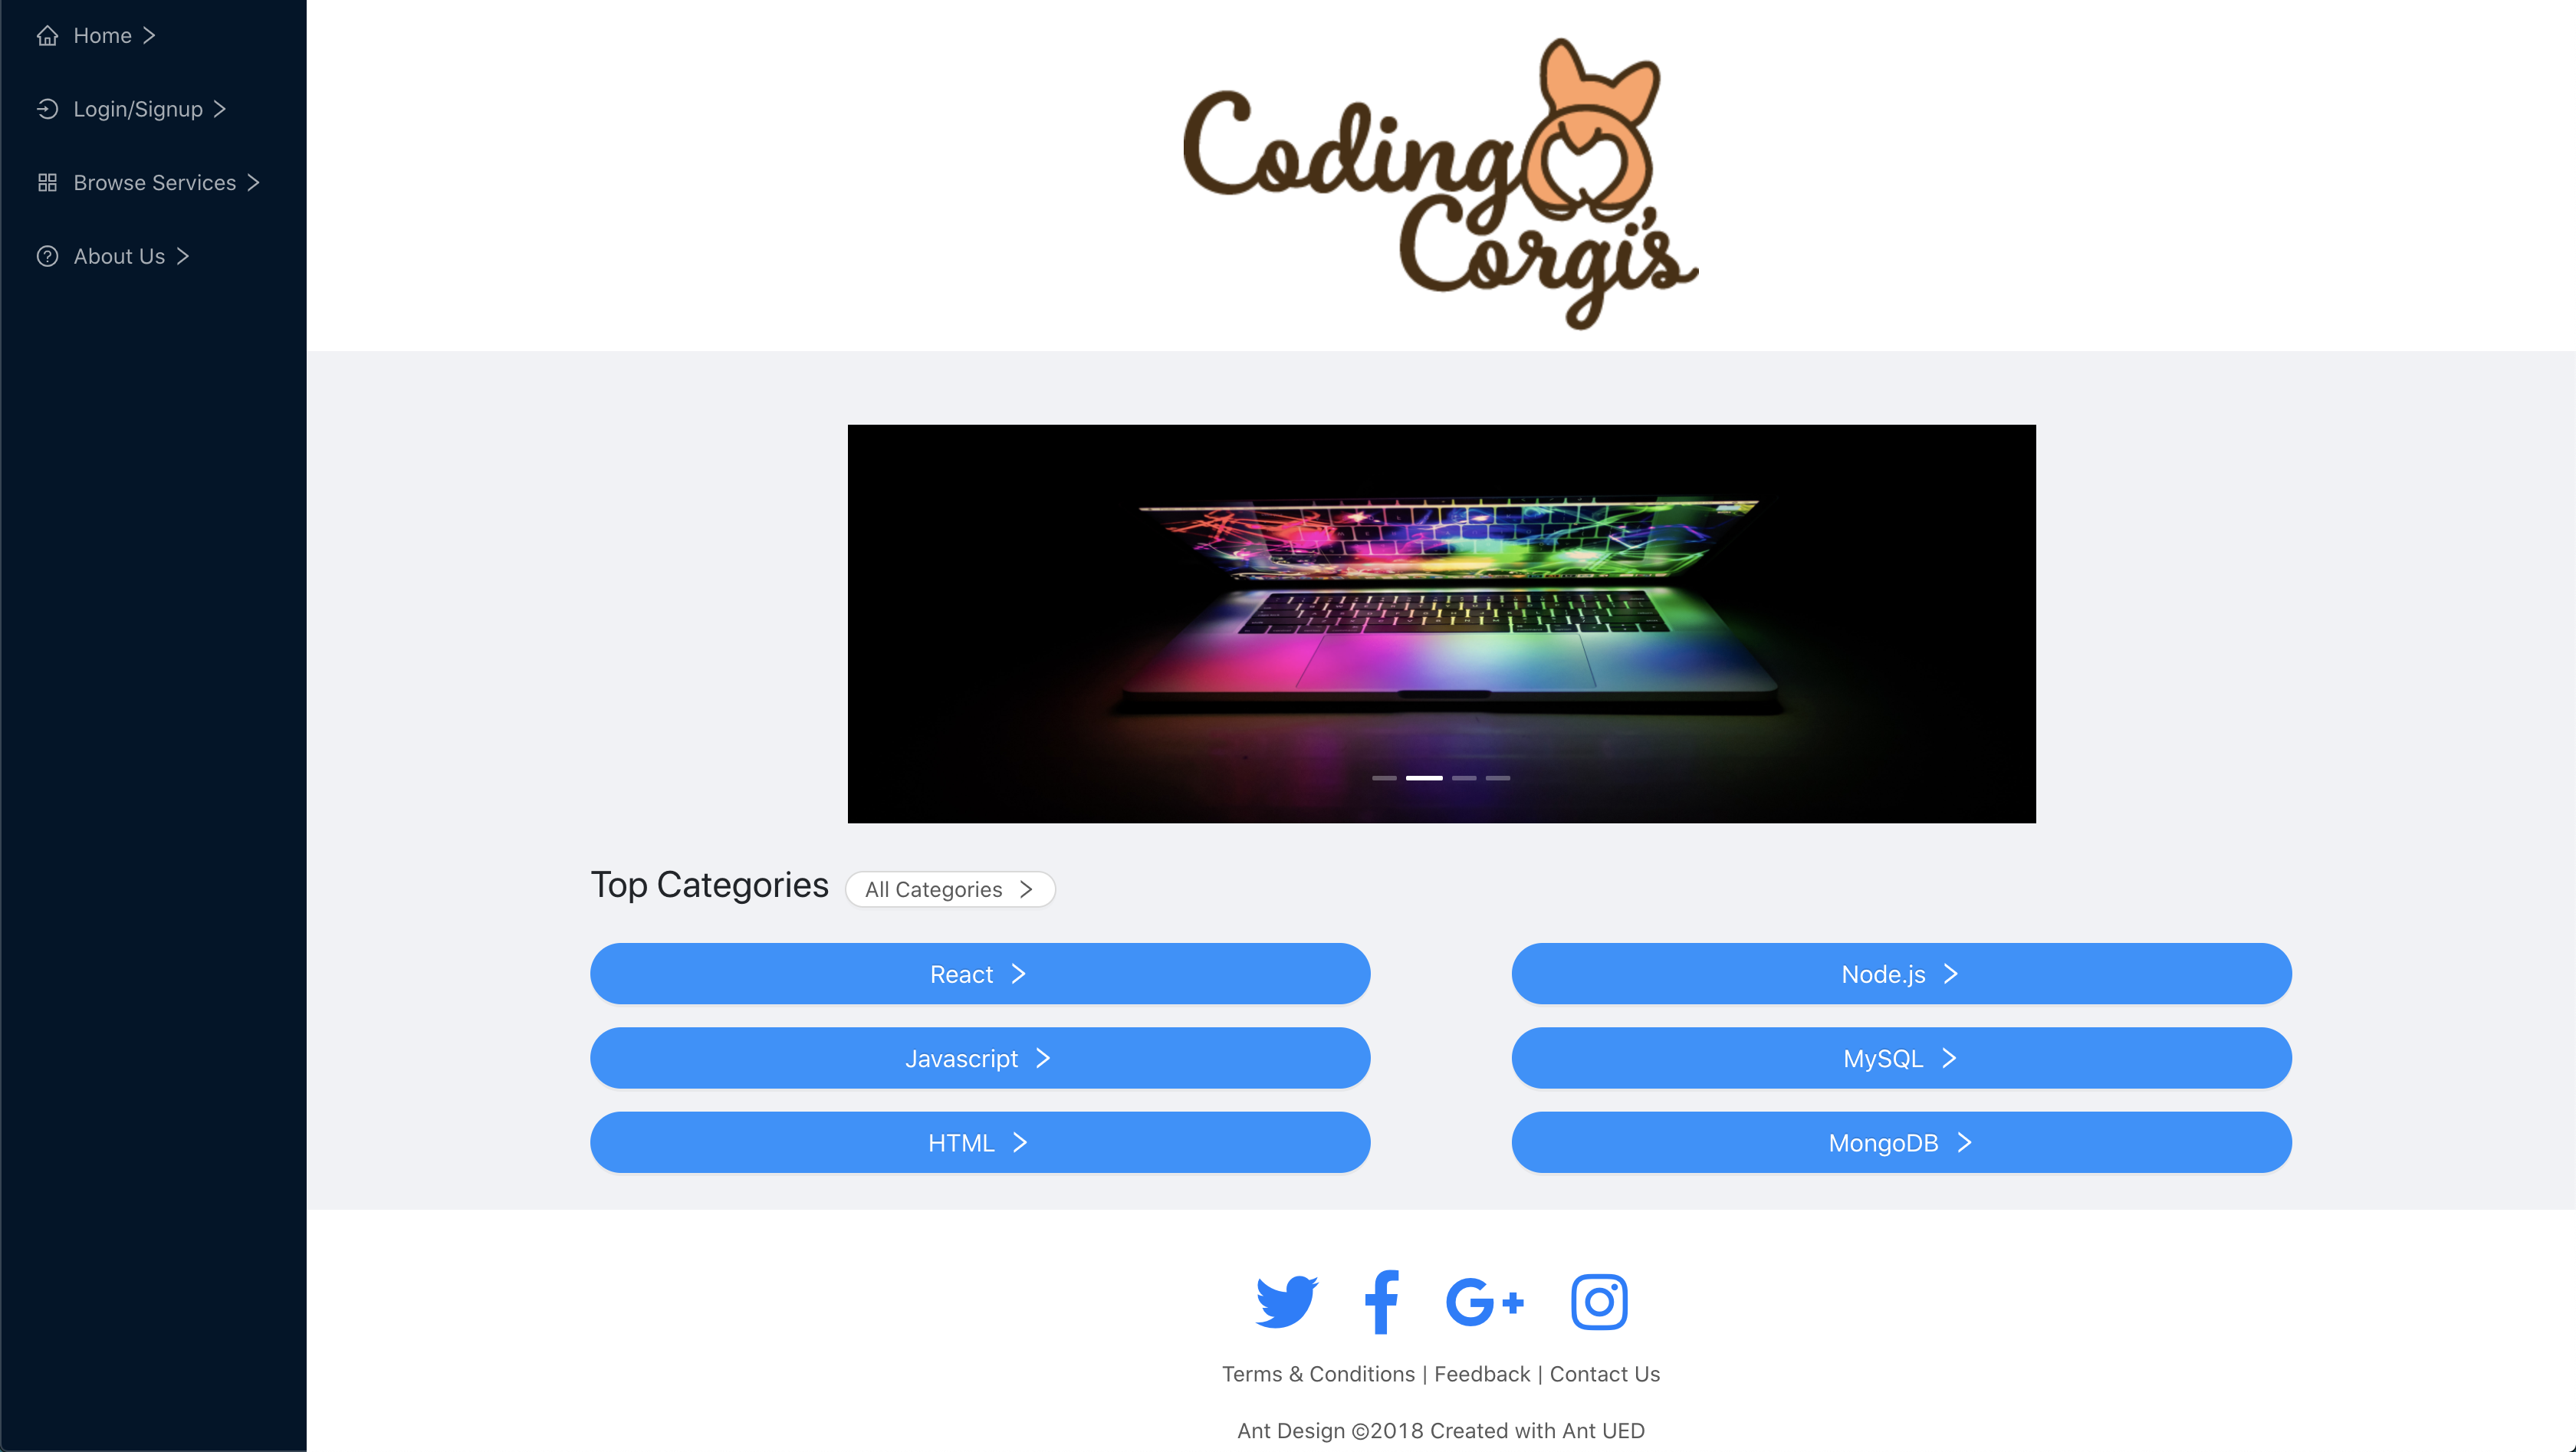 Home
Login/Signup
Browse Services
About Us
Coding
Corgi's
Top Categories
All Categories
React
Node.js
Javascript
MySQL
HTML
MongoDB
Terms & Conditions | Feedback | Contact Us
Ant Design ©2018 Created with Ant UED